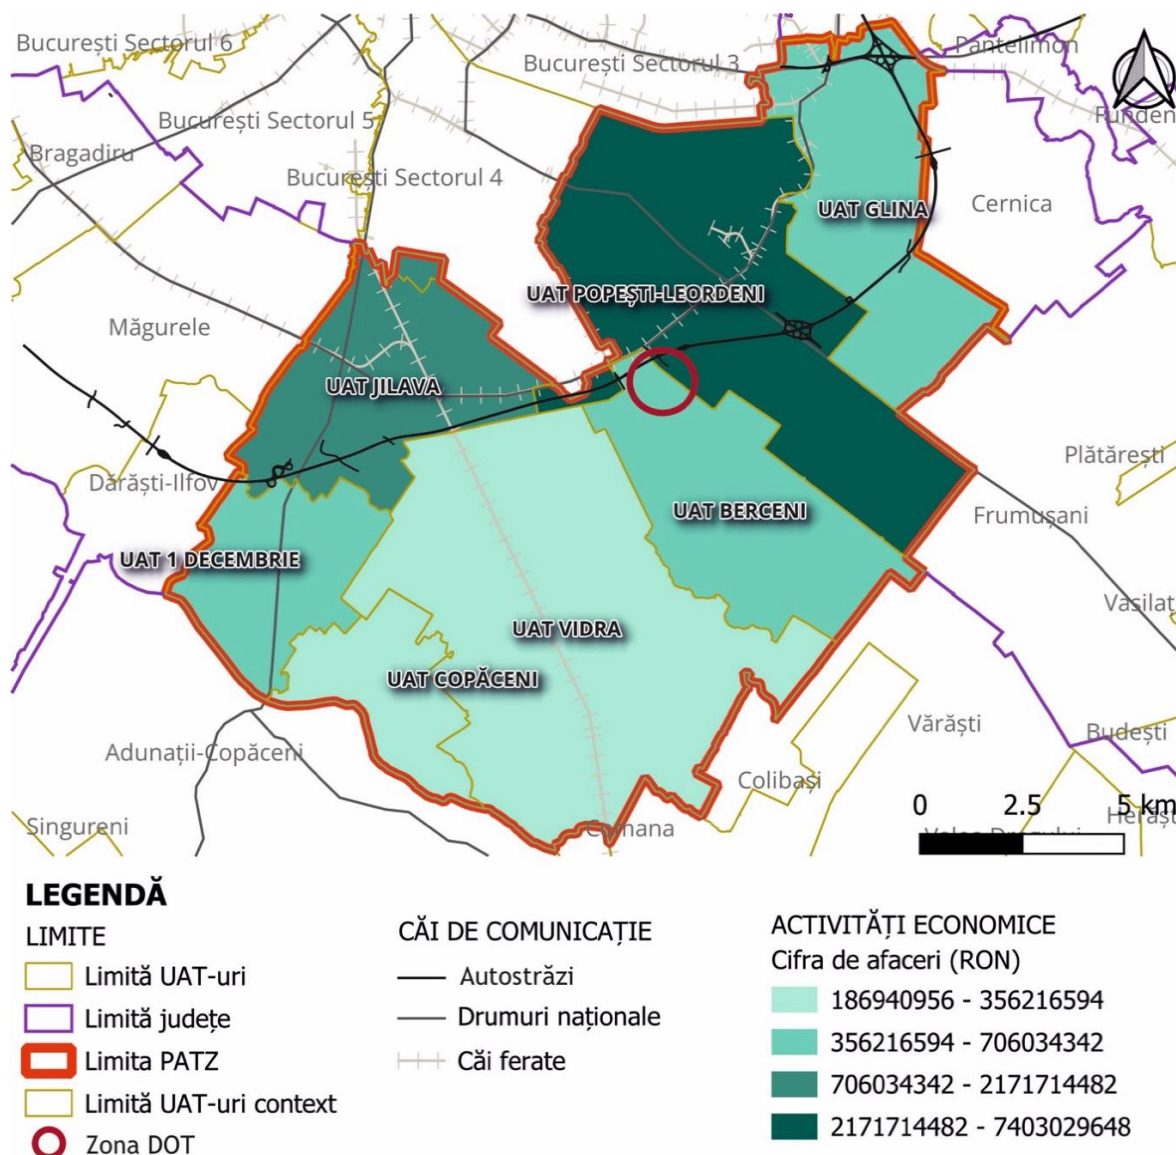 București Sectorul 6
București Sectorul 3
Pantelimon
București Sectorul 5
Bragadiru
București Sectorul 4
Cernica
UAT GLINA
UAT POPEȘTI-LEORDENI
Măgurele
UAT JILAVA
Plătărești
Dărăști-Ilfov
UAT BERCENI
Frumușani
UAT 1 DECEMBRIE
UAT VIDRA
UAT COPĂCENI
Vărăști
Budești
Adunații-Copăceni
Colibași
0 2.5 5 km
Singureni
Comana
LEGENDĂ
LIMITE
Limită UAT-uri
Limită județe
Limita PATZ
Limită UAT-uri context
Zona DOT
CĂI DE COMUNICAȚIE
Autostrăzi
Drumuri naționale
Căi ferate
ACTIVITĂȚI ECONOMICE
Cifra de afaceri (RON)
186940956 - 356216594
356216594 - 706034342
706034342 - 2171714482
2171714482 - 7403029648